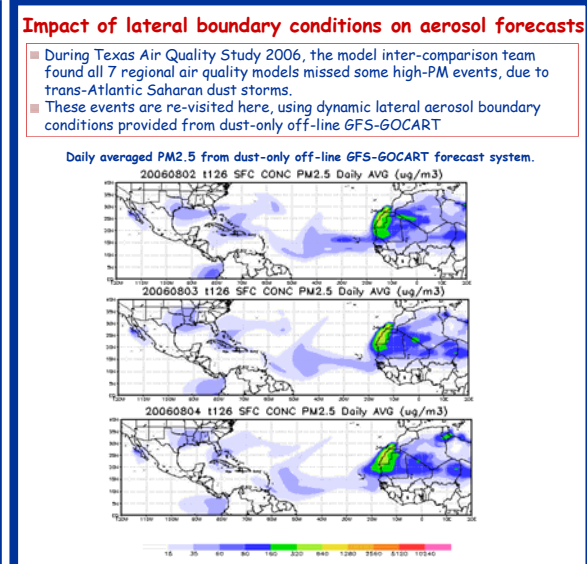 Impact of lateral boundary conditions on aerosol forecasts
During Texas Air Quality Study 2006, the model inter-comparison team
found all 7 regional air quality models missed some high-PM events, due to
trans-Atlantic Saharan dust storms.
These events are re-visited here, using dynamic lateral aerosol boundary
conditions provided from dust-only off-line GFS-GOCART
Daily averaged PM2.5 from dust-only off-line GFS-GOCART forecast system.
20060802 t126 SFC CONC PM2.5 Daily AVG (ug/m3)
20060803 t126 SFC CONC PM2.5 Daily AVG (ug/m3)
20060804 t126 SFC CONC PM2.5 Daily AVG (ug/m3)